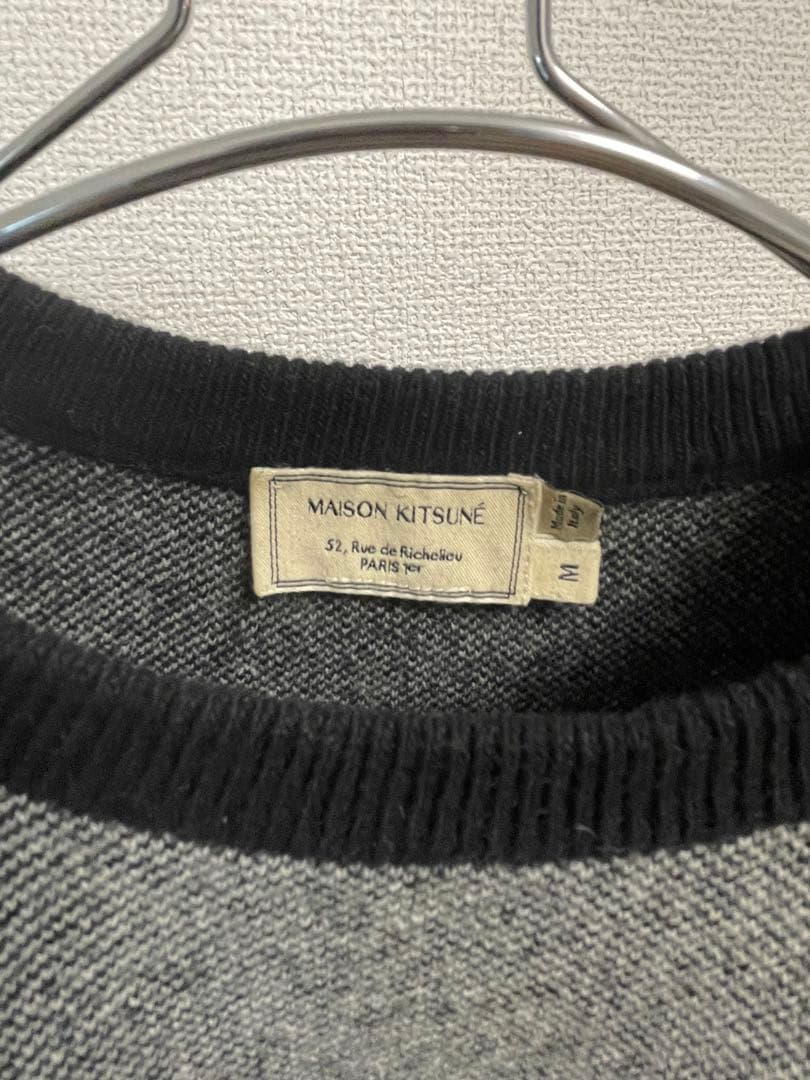 MAISON KITSUNÉ
52, Rue de Richelieu
PARIS 1er
Made in
Italy
M